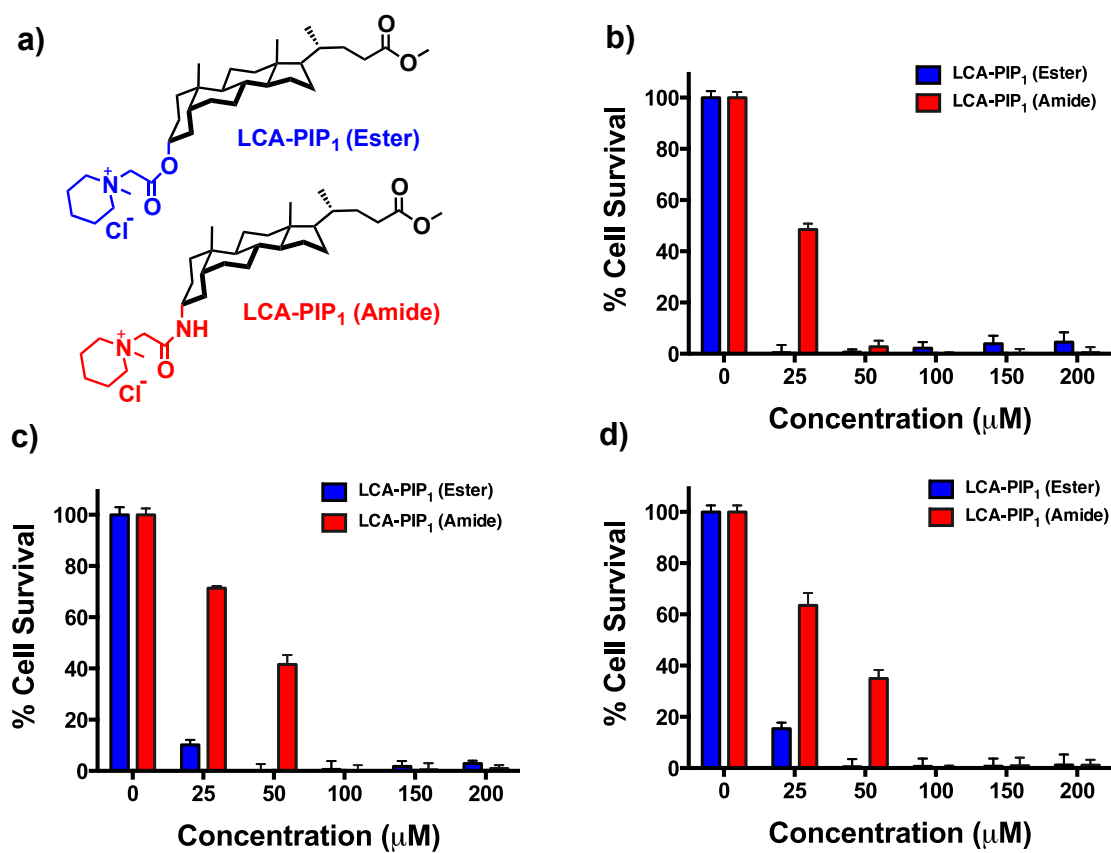 a)
O
O
LCA-PIP₁ (Ester)
O
N
+
O
Cl⁻
O
O
LCA-PIP₁ (Amide)
NH
N
+
O
Cl⁻
b)
LCA-PIP₁ (Ester)
LCA-PIP₁ (Amide)
% Cell Survival
100
80
60
40
20
0
0 25 50 100 150 200
Concentration (μM)
c)
LCA-PIP₁ (Ester)
LCA-PIP₁ (Amide)
% Cell Survival
100
80
60
40
20
0
0 25 50 100 150 200
Concentration (μM)
d)
LCA-PIP₁ (Ester)
LCA-PIP₁ (Amide)
% Cell Survival
100
80
60
40
20
0
0 25 50 100 150 200
Concentration (μM)